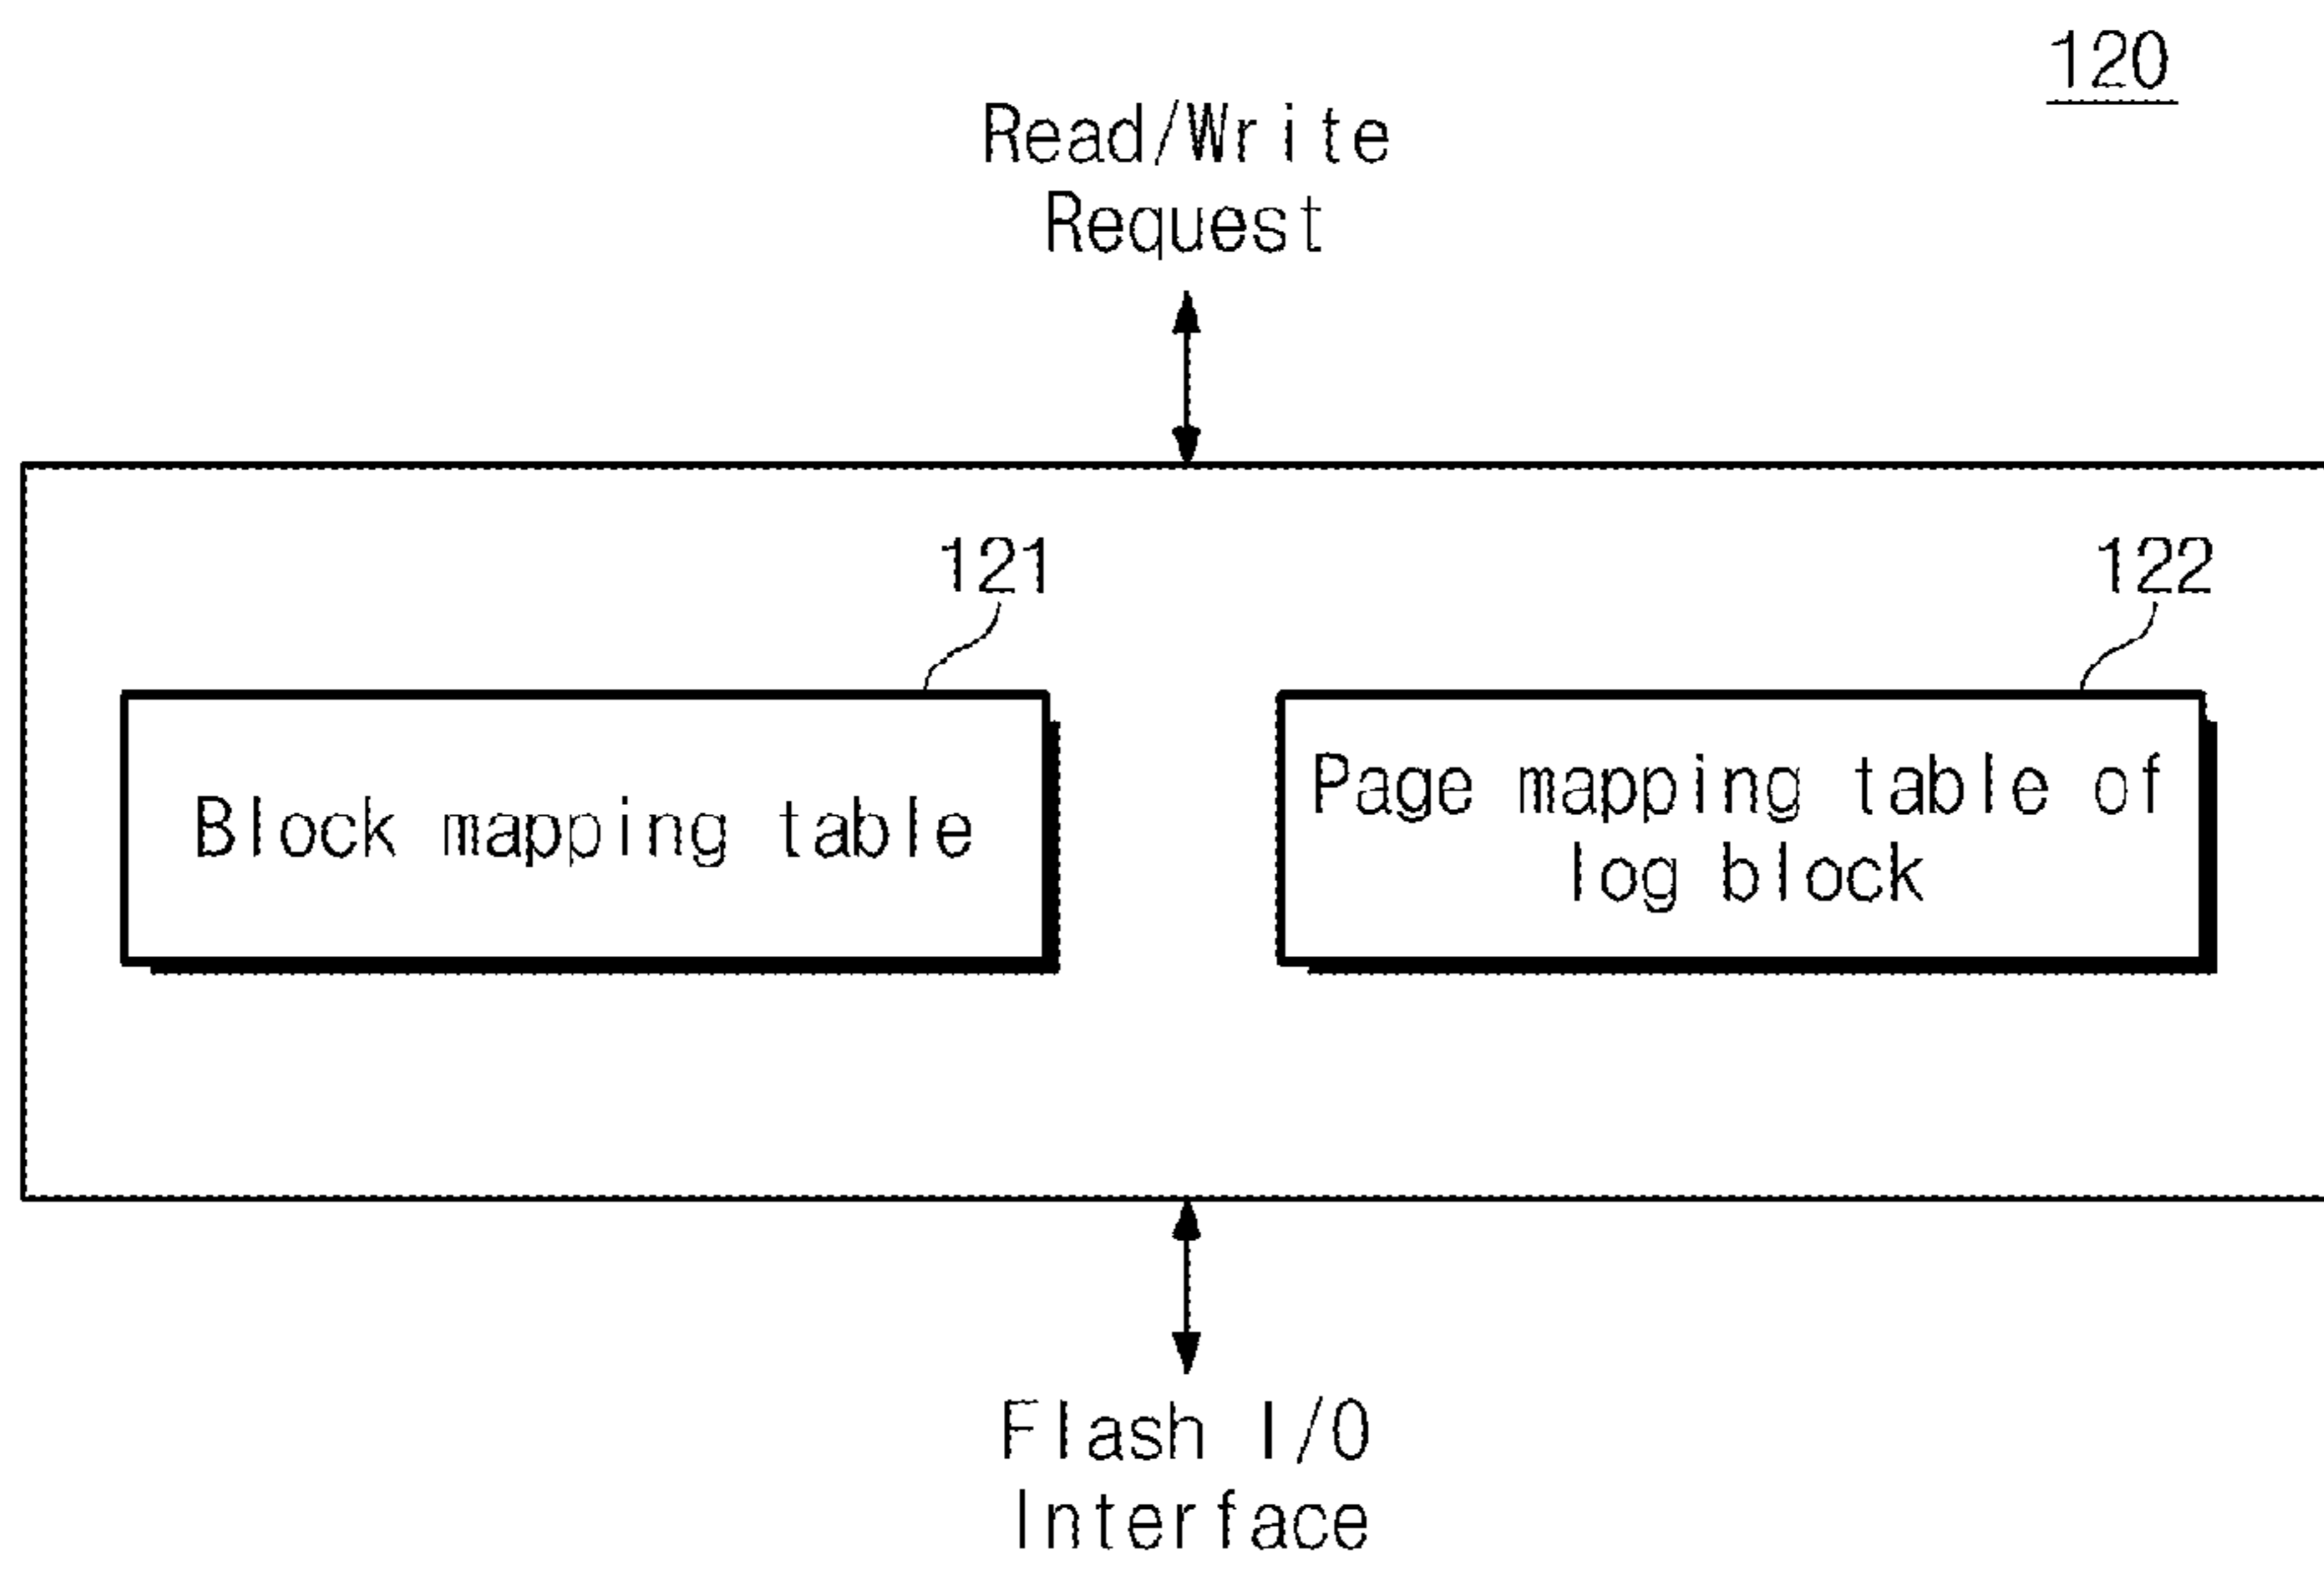 120
Read/Write
Request
121
122
Block mapping table
Page mapping table of
log block
Flash I/O
Interface